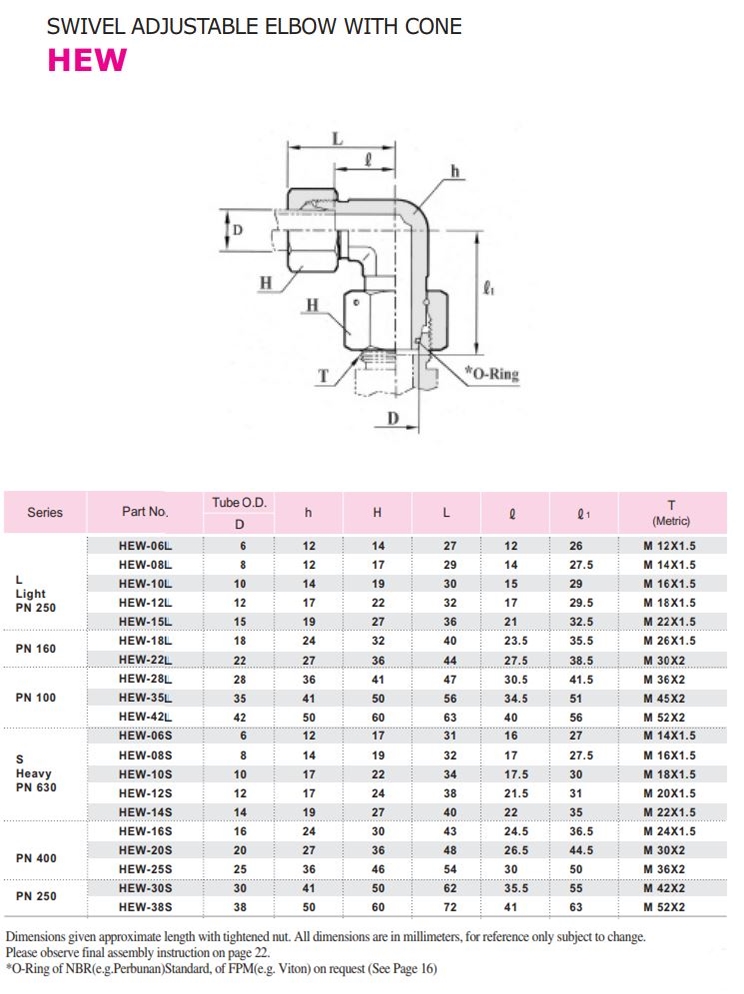 SWIVEL ADJUSTABLE ELBOW WITH CONE
HEW
L
ℓ
h
D
H
H
ℓ1
T
*O-Ring
D
Series Part No. Tube O.D. D h H L ℓ ℓ1 T (Metric)
L Light PN 250
HEW-06L 6 12 14 27 12 26 M 12X1.5
HEW-08L 8 12 17 29 14 27.5 M 14X1.5
HEW-10L 10 14 19 30 15 29 M 16X1.5
HEW-12L 12 17 22 32 17 29.5 M 18X1.5
HEW-15L 15 19 27 36 21 32.5 M 22X1.5
PN 160
HEW-18L 18 24 32 40 23.5 35.5 M 26X1.5
HEW-22L 22 27 36 44 27.5 38.5 M 30X2
PN 100
HEW-28L 28 36 41 47 30.5 41.5 M 36X2
HEW-35L 35 41 50 56 34.5 51 M 45X2
HEW-42L 42 50 60 63 40 56 M 52X2
S Heavy PN 630
HEW-06S 6 12 17 31 16 27 M 14X1.5
HEW-08S 8 14 19 32 17 27.5 M 16X1.5
HEW-10S 10 17 22 34 17.5 30 M 18X1.5
HEW-12S 12 17 24 38 21.5 31 M 20X1.5
HEW-14S 14 19 27 40 22 35 M 22X1.5
PN 400
HEW-16S 16 24 30 43 24.5 36.5 M 24X1.5
HEW-20S 20 27 36 48 26.5 44.5 M 30X2
HEW-25S 25 36 46 54 30 50 M 36X2
PN 250
HEW-30S 30 41 50 62 35.5 55 M 42X2
HEW-38S 38 50 60 72 41 63 M 52X2
Dimensions given approximate length with tightened nut. All dimensions are in millimeters, for reference only subject to change.
Please observe final assembly instruction on page 22.
*O-Ring of NBR(e.g.Perbunan)Standard, of FPM(e.g. Viton) on request (See Page 16)